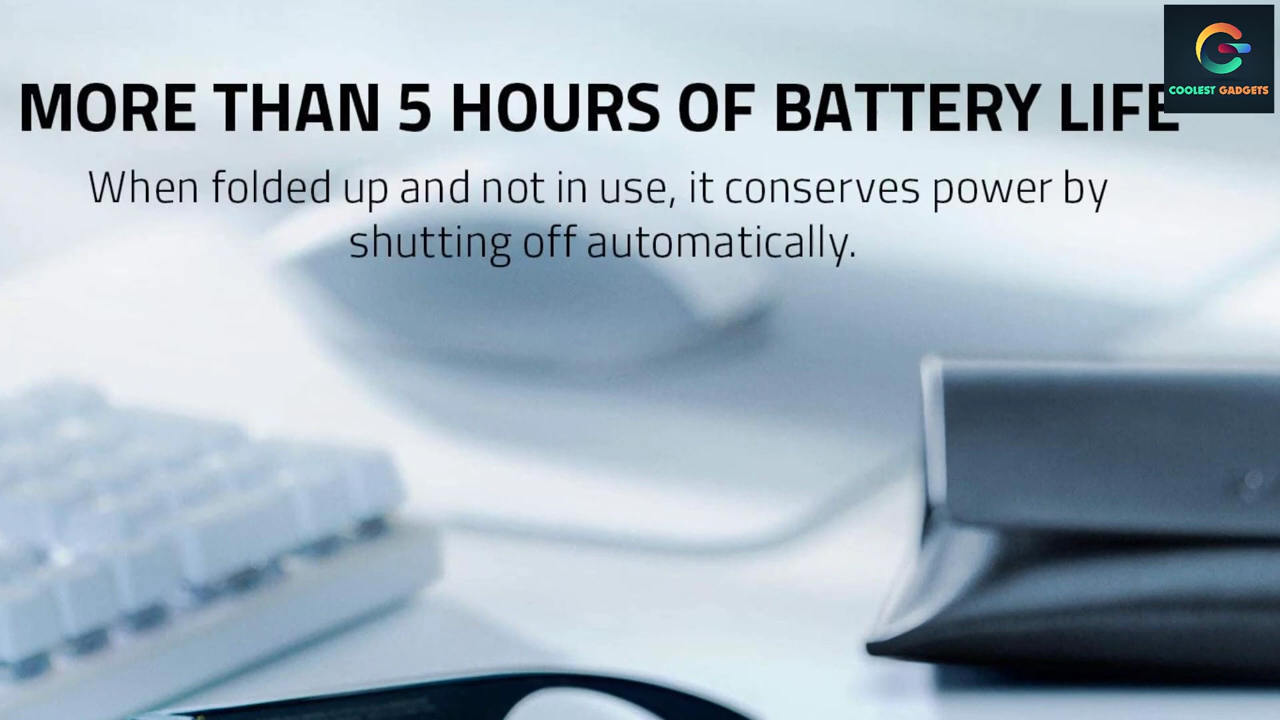 MORE THAN 5 HOURS OF BATTERY LIFE
When folded up and not in use, it conserves power by
shutting off automatically.
COOLEST GADGETS